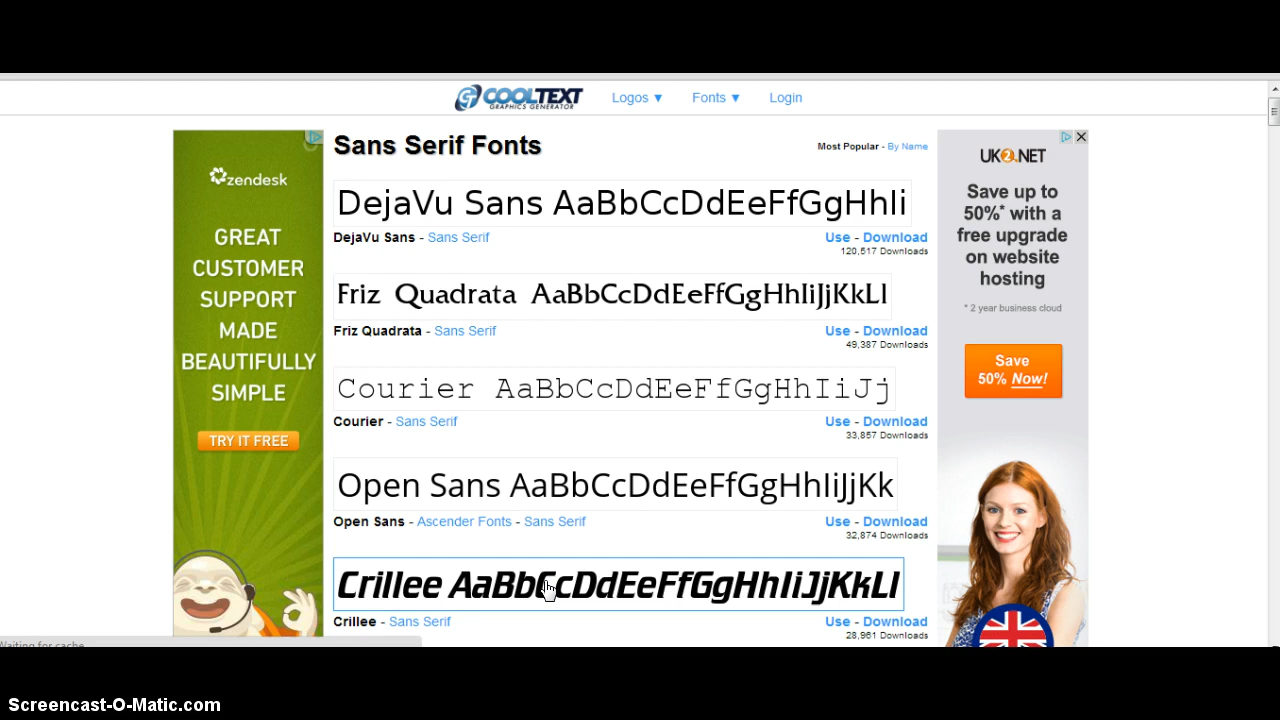 COOLTEXT
GRAPHICS GENERATOR
Logos ▼
Fonts ▼
Login
zendesk
GREAT
CUSTOMER
SUPPORT
MADE
BEAUTIFULLY
SIMPLE
TRY IT FREE
Sans Serif Fonts
Most Popular - By Name
DejaVu Sans AaBbCcDdEeFfGgHhIi
DejaVu Sans - Sans Serif
Use - Download
120,517 Downloads
Friz Quadrata AaBbCcDdEeFfGgHhIiJjKkLl
Friz Quadrata - Sans Serif
Use - Download
49,387 Downloads
Courier AaBbCcDdEeFfGgHhIiJj
Courier - Sans Serif
Use - Download
33,857 Downloads
Open Sans AaBbCcDdEeFfGgHhIiJjKk
Open Sans - Ascender Fonts - Sans Serif
Use - Download
32,874 Downloads
Crillee AaBbCcDdEeFfGgHhIiJjKkLl
Crillee - Sans Serif
Use - Download
28,961 Downloads
UK2.NET
Save up to
50%* with a
free upgrade
on website
hosting
* 2 year business cloud
Save
50% Now!
Waiting for cache
Screencast-O-Matic.com